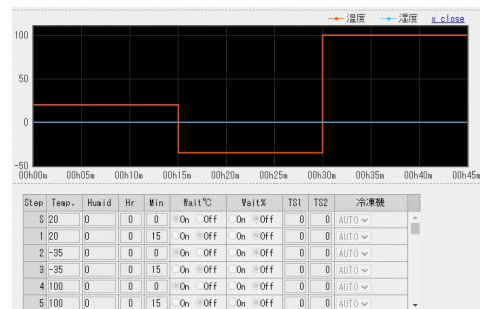 温度 湿度 x close
100
50
0
-50
00h00m 00h05m 00h10m 00h15m 00h20m 00h25m 00h30m 00h35m 00h40m 00h45m
Step Temp. Humid Hr Min Wait℃ Wait% TS1 TS2 冷凍機
S 20 0 0 0 On Off On Off 0 0 AUTO
1 20 0 0 15 On Off On Off 0 0 AUTO
2 -35 0 0 0 On Off On Off 0 0 AUTO
3 -35 0 0 15 On Off On Off 0 0 AUTO
4 100 0 0 0 On Off On Off 0 0 AUTO
5 100 0 0 15 On Off On Off 0 0 AUTO